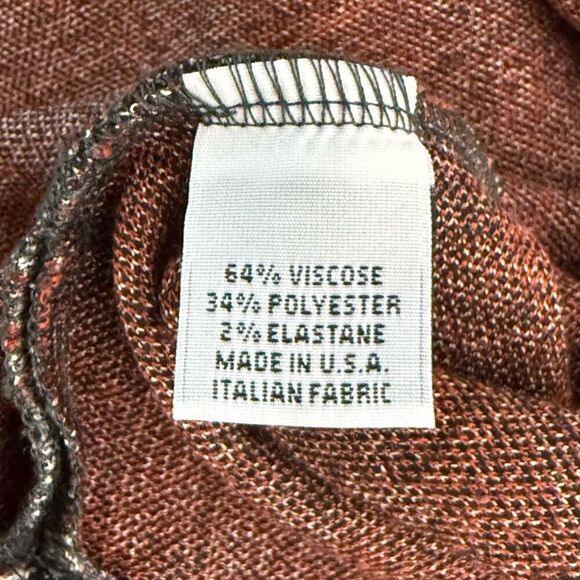 64% VISCOSE
34% POLYESTER
2% ELASTANE
MADE IN U.S.A.
ITALIAN FABRIC